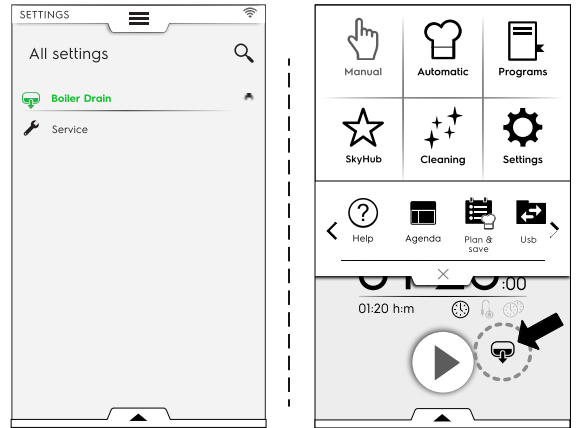 SETTINGS
All settings
Boiler Drain
Service
Manual Automatic Programs
SkyHub Cleaning Settings
Help Agenda Plan & save Usb
:00
01:20 h:m